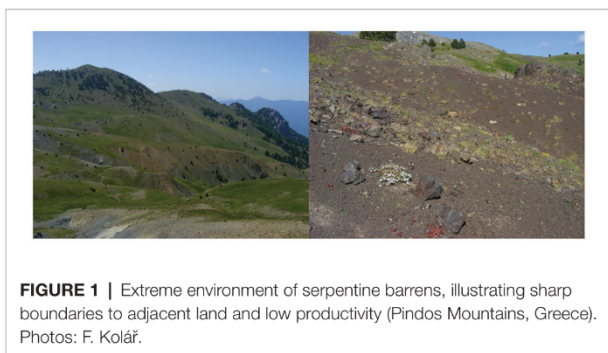 FIGURE 1 | Extreme environment of serpentine barrens, illustrating sharp
boundaries to adjacent land and low productivity (Pindos Mountains, Greece).
Photos: F. Kolář.